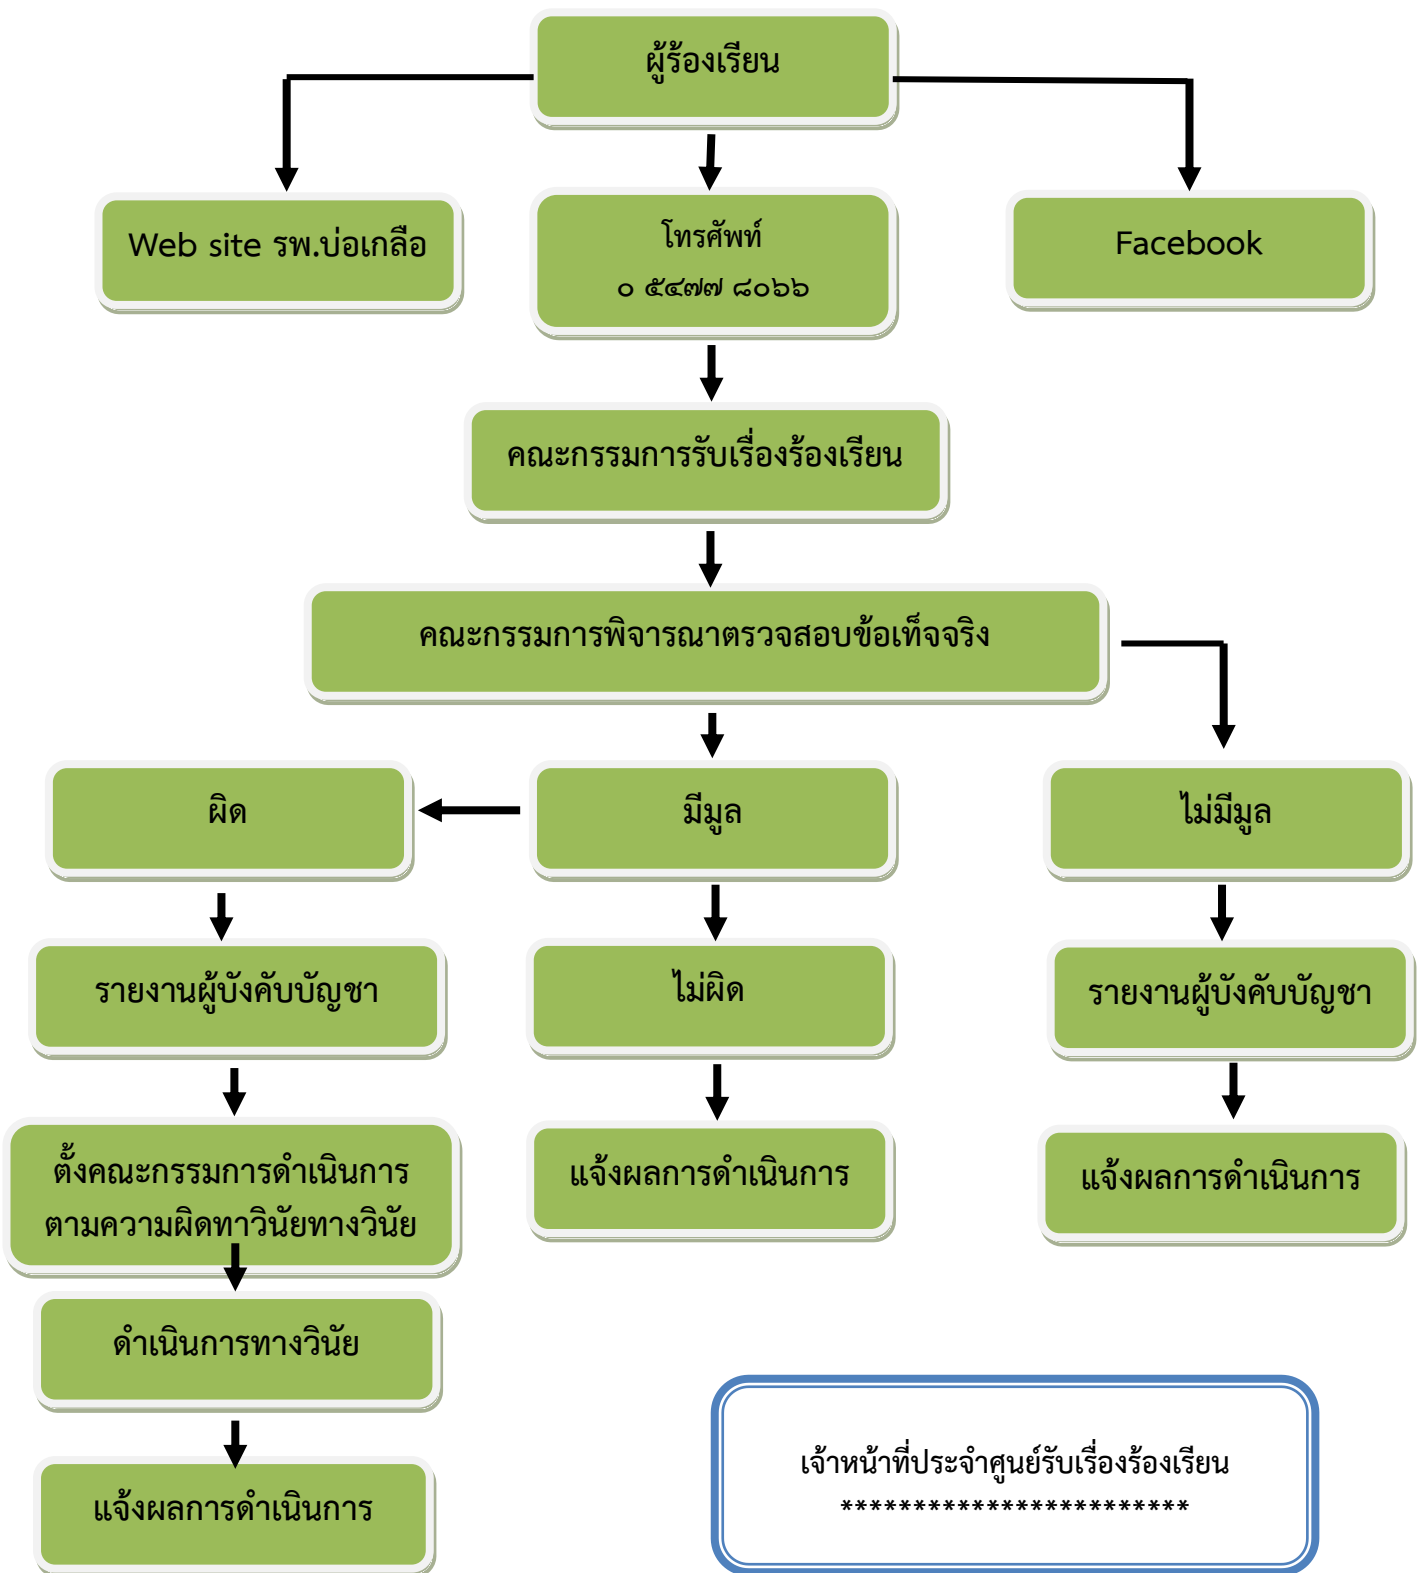 ผู้ร้องเรียน
Web site รพ.บ่อเกลือ
โทรศัพท์
๐ ๕๔๗๗ ๘๐๖๖
Facebook
คณะกรรมการรับเรื่องร้องเรียน
คณะกรรมการพิจารณาตรวจสอบข้อเท็จจริง
ผิด
มีมูล
ไม่มีมูล
รายงานผู้บังคับบัญชา
ไม่ผิด
รายงานผู้บังคับบัญชา
ตั้งคณะกรรมการดำเนินการ
ตามความผิดทาวินัยทางวินัย
แจ้งผลการดำเนินการ
แจ้งผลการดำเนินการ
ดำเนินการทางวินัย
แจ้งผลการดำเนินการ
เจ้าหน้าที่ประจำศูนย์รับเรื่องร้องเรียน
************************